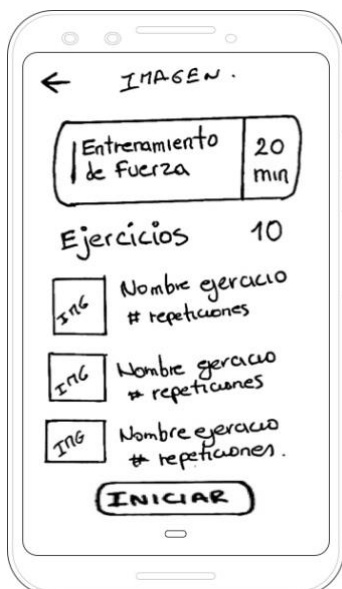 IMAGEN.
Entrenamiento
de Fuerza
20
min
Ejercicios 10
IMG
Nombre ejercicio
# repeticiones
IMG
Nombre ejercicio
# repeticiones
IMG
Nombre ejercicio
# repeticiones.
INICIAR